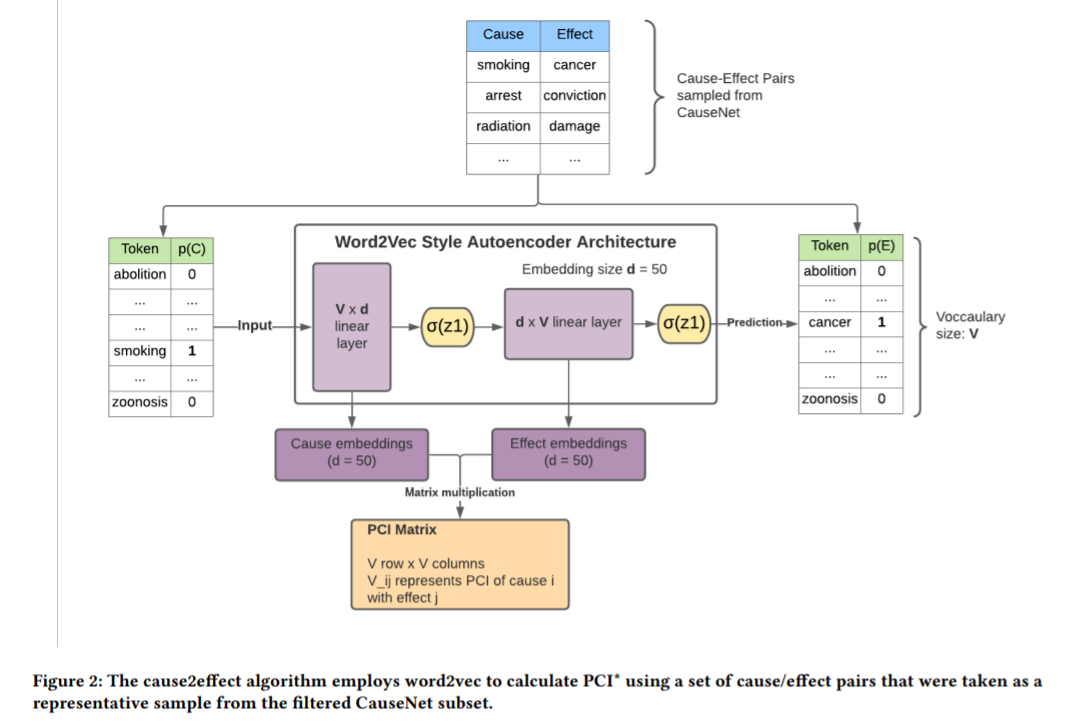 Cause Effect
smoking cancer
arrest conviction
radiation damage
... ...
Cause-Effect Pairs
sampled from
CauseNet
Token p(C)
abolition 0
... ...
... ...
smoking 1
... ...
zoonosis 0
Input
Word2Vec Style Autoencoder Architecture
Embedding size d = 50
V x d
linear
layer
σ(z1)
d x V linear layer
σ(z1)
Prediction
Token p(E)
abolition 0
... ...
cancer 1
... ...
... ...
zoonosis 0
Voccaulary
size: V
Cause embeddings
(d = 50)
Effect embeddings
(d = 50)
Matrix multiplication
PCI Matrix
V row x V columns
V_ij represents PCI of cause i
with effect j
Figure 2: The cause2effect algorithm employs word2vec to calculate PCI* using a set of cause/effect pairs that were taken as a
representative sample from the filtered CauseNet subset.